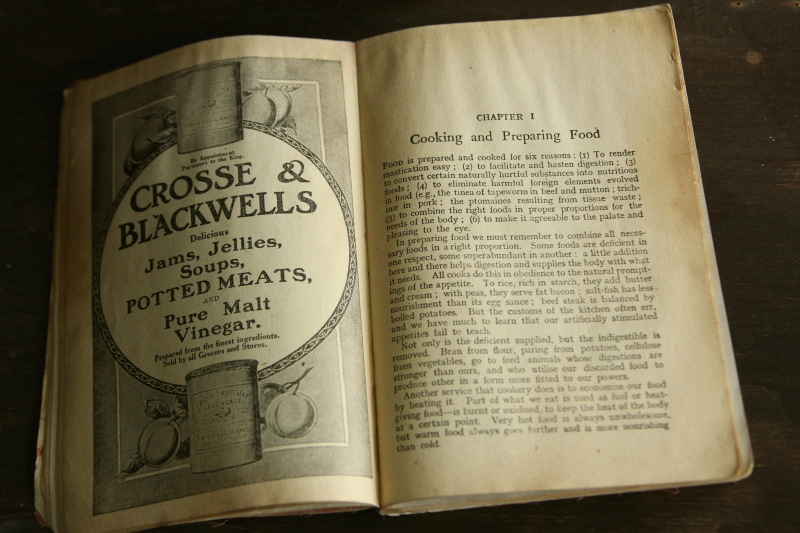 By Appointment
Purveyors to the King.
CROSSE &
BLACKWELLS
Delicious
Jams, Jellies,
Soups,
POTTED MEATS,
AND
Pure Malt
Vinegar.
Prepared from the finest ingredients.
Sold by all Grocers and Stores.
CHAPTER I
Cooking and Preparing Food
FOOD is prepared and cooked for six reasons: (1) To render
mastication easy; (2) to facilitate and hasten digestion; (3)
to convert certain naturally hurtful substances into nutritious
foods; (4) to eliminate harmful foreign elements evolved
in food (e.g., the tinea of tapeworm in beef and mutton; trich-
inæ in pork; the ptomaines resulting from tissue waste;
(5) to combine the right foods in proper proportions for the
needs of the body; (6) to make it agreeable to the palate and
pleasing to the eye.
In preparing food we must remember to combine all neces-
sary foods in a right proportion. Some foods are deficient in
one respect, some superabundant in another: a little addition
here and there helps digestion and supplies the body with what
it needs. All cooks do this in obedience to the natural prompt-
ings of the appetite. To rice, rich in starch, they add butter
and cream; with peas, they serve fat bacon; salt-fish has less
nourishment than its egg sauce; beef steak is balanced by
boiled potatoes. But the customs of the kitchen often err,
and we have much to learn that our artificially stimulated
appetites fail to teach.
Not only is the deficient supplied, but the indigestible is
removed. Bran from flour, paring from potatoes, cellulose
from vegetables, go to feed animals whose digestions are
stronger than ours, and who utilise our discarded food to
produce other in a form more fitted to our powers.
Another service that cookery does is to economise our food
by heating it. Part of what we eat is used as fuel or heat-
giving food—is burnt or oxidised, to keep the heat of the body
at a certain point. Very hot food is always unwholesome,
but warm food always goes further and is more nourishing
than cold.